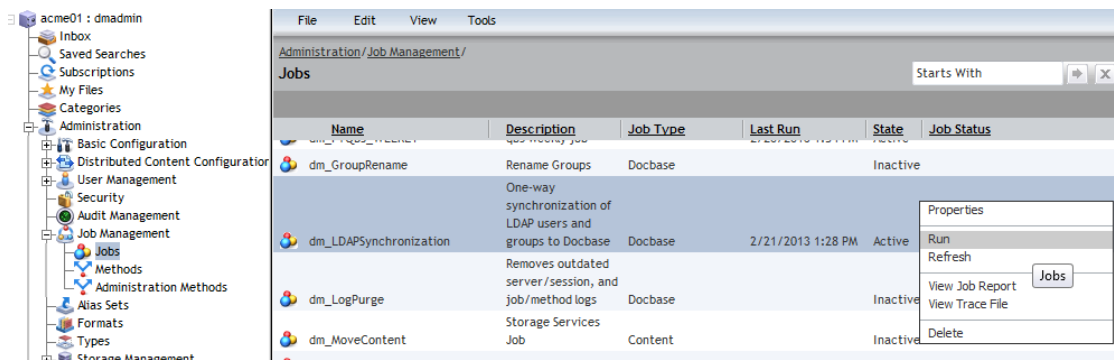 acme01 : dmadmin
Inbox
Saved Searches
Subscriptions
My Files
Categories
Administration
Basic Configuration
Distributed Content Configuration
User Management
Security
Audit Management
Job Management
Jobs
Methods
Administration Methods
Alias Sets
Formats
Types
Storage Management
File Edit View Tools
Administration/Job Management/
Jobs
Starts With
Name Description Job Type Last Run State Job Status
dm_GroupRename Rename Groups Docbase Inactive
One-way
synchronization of
LDAP users and
dm_LDAPSynchronization groups to Docbase Docbase 2/21/2013 1:28 PM Active
Removes outdated
server/session, and
dm_LogPurge job/method logs Docbase Inactive
Storage Services
dm_MoveContent Job Content Inactive
Properties
Run
Refresh
Jobs
View Job Report
View Trace File
Delete